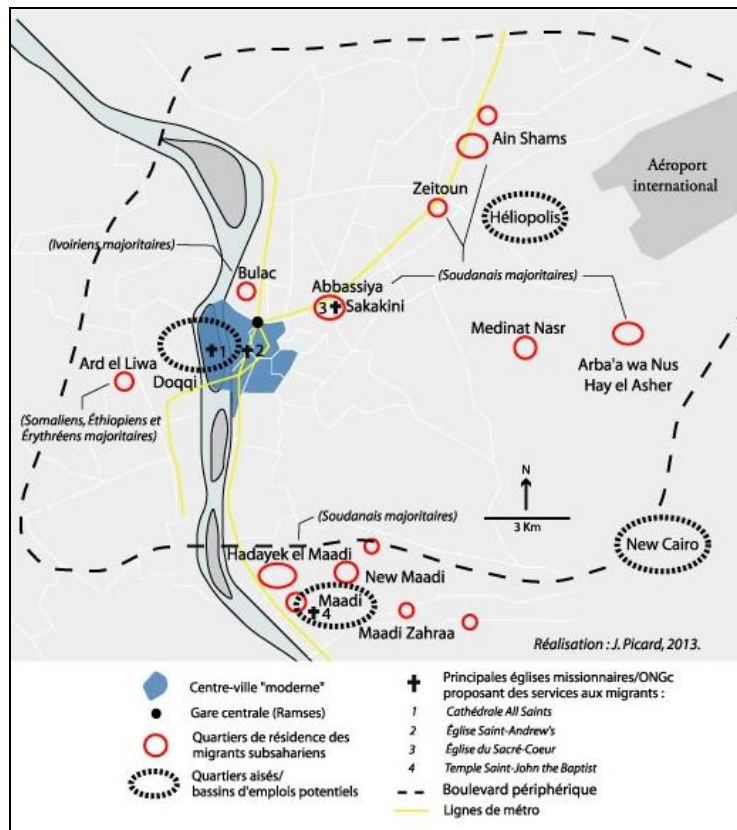 Ain Shams
Aéroport
international
Zeitoun
Héliopolis
(Ivoiriens majoritaires)
Bulac
Abbassiya
(Soudanais majoritaires)
3 Sakakini
Medinat Nasr
1
2
Ard el Liwa
Doqqi
Arba'a wa Nus
Hay el Asher
(Somaliens, Éthiopiens et
Érythréens majoritaires)
N
3 Km
(Soudanais majoritaires)
New Cairo
Hadayek el Maadi
New Maadi
Maadi
4
Maadi Zahraa
Réalisation : J. Picard, 2013.
Centre-ville "moderne"
Gare centrale (Ramses)
Quartiers de résidence des
migrants subsahariens
Quartiers aisés/
bassins d'emplois potentiels
Principales églises missionnaires/ONGc
proposant des services aux migrants :
1 Cathédrale All Saints
2 Église Saint-Andrew's
3 Église du Sacré-Coeur
4 Temple Saint-John the Baptist
Boulevard périphérique
Lignes de métro